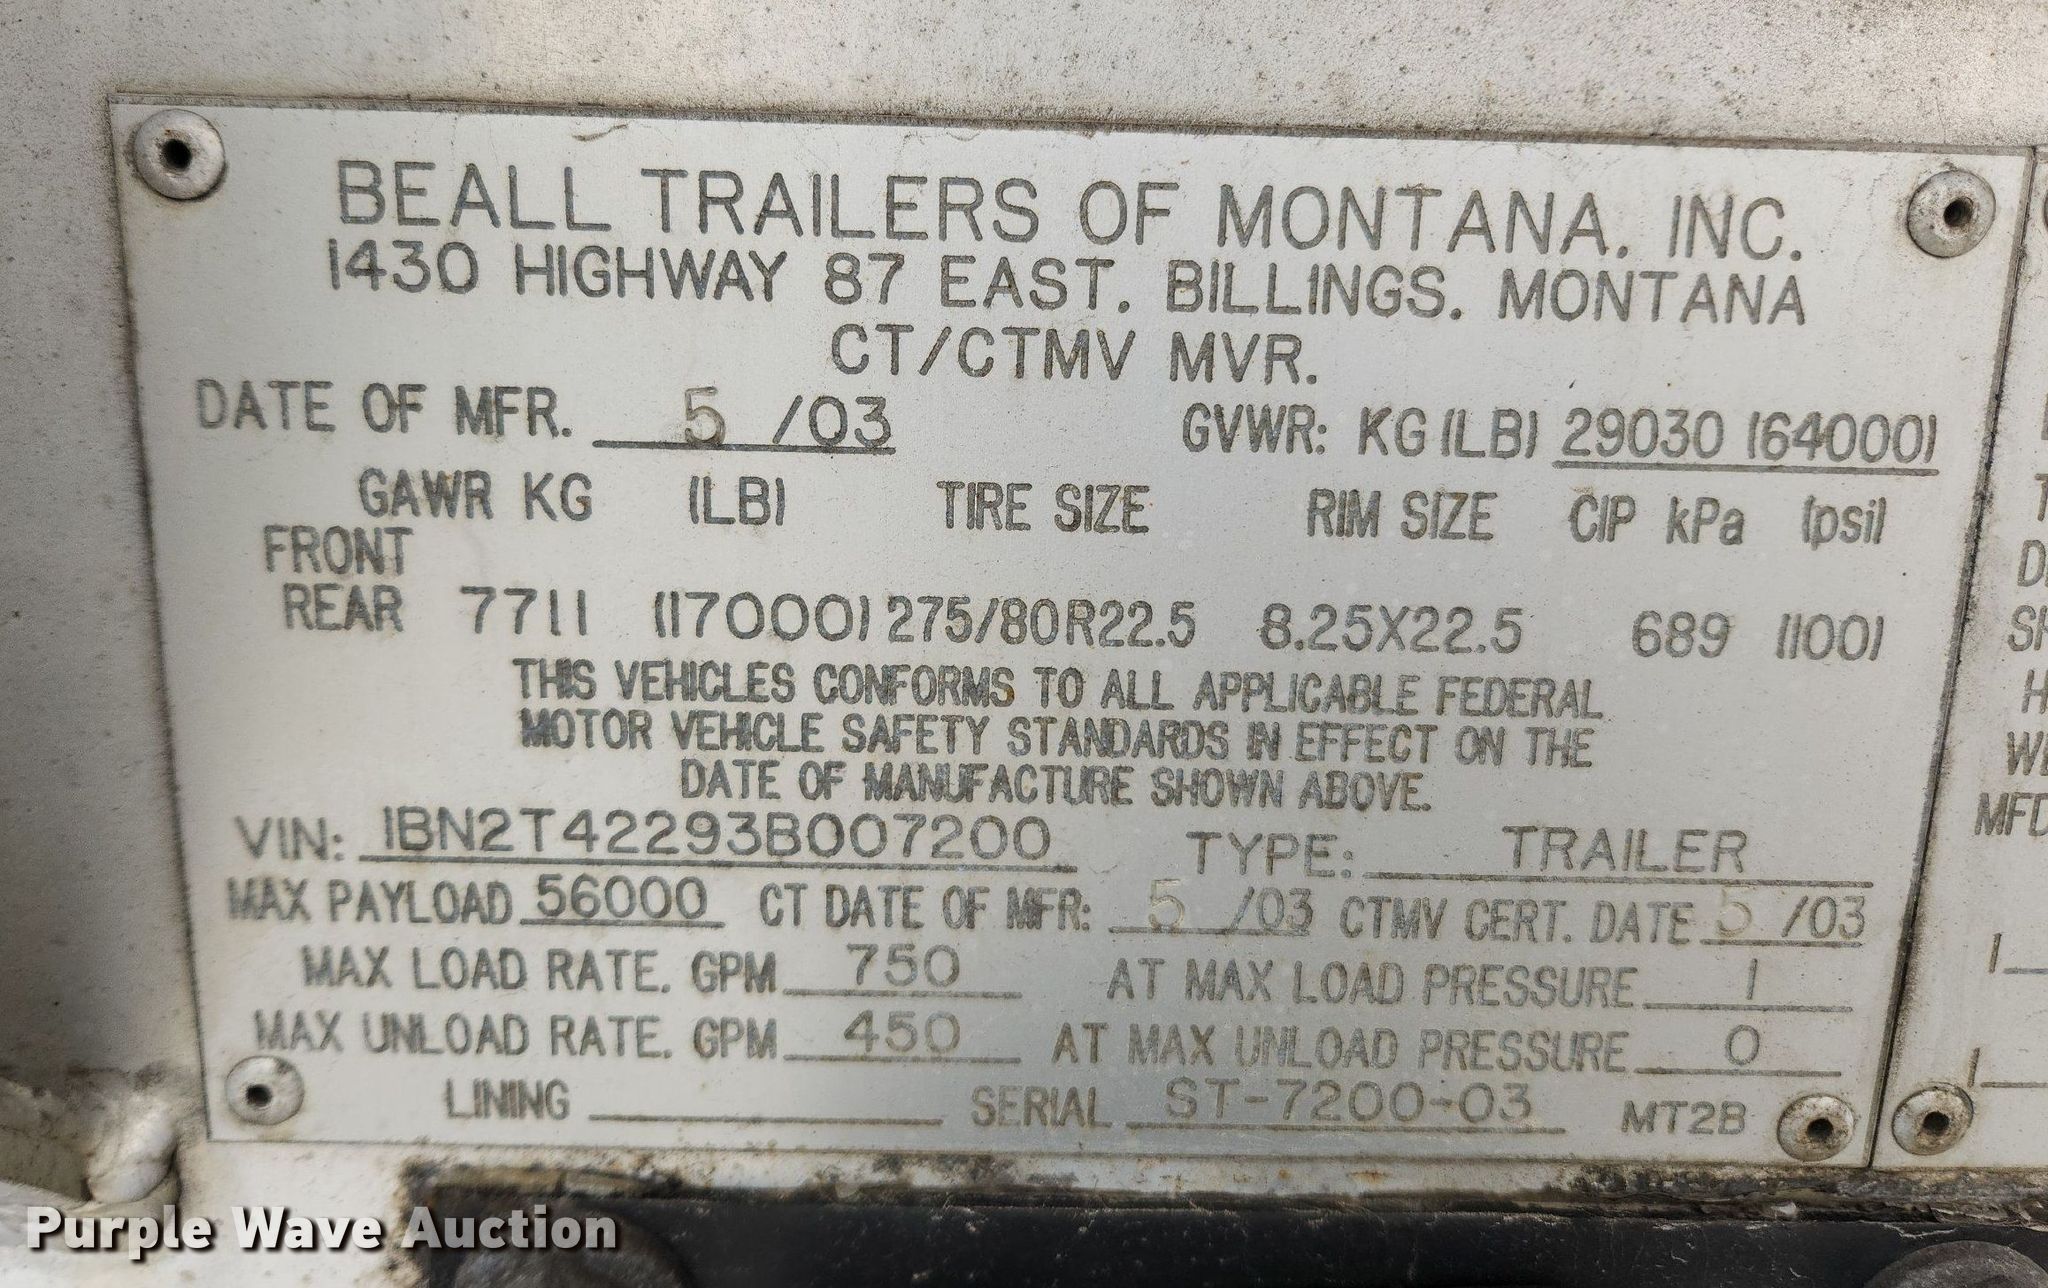 BEALL TRAILERS OF MONTANA, INC.
1430 HIGHWAY 87 EAST, BILLINGS, MONTANA
CT/CTMV MVR.
DATE OF MFR. 5 /03 GVWR: KG (LB) 29030 (64000)
GAWR KG (LB) TIRE SIZE RIM SIZE CIP kPa (psi)
FRONT
REAR 7711 (17000) 275/80R22.5 8.25X22.5 689 (100)
THIS VEHICLES CONFORMS TO ALL APPLICABLE FEDERAL
MOTOR VEHICLE SAFETY STANDARDS IN EFFECT ON THE
DATE OF MANUFACTURE SHOWN ABOVE.
VIN: 1BN2T42293B007200 TYPE: TRAILER
MAX PAYLOAD 56000 CT DATE OF MFR: 5 /03 CTMV CERT. DATE 5 /03
MAX LOAD RATE. GPM 750 AT MAX LOAD PRESSURE 1
MAX UNLOAD RATE. GPM 450 AT MAX UNLOAD PRESSURE 0
LINING SERIAL ST-7200-03 MT2B
MFD
Purple Wave Auction